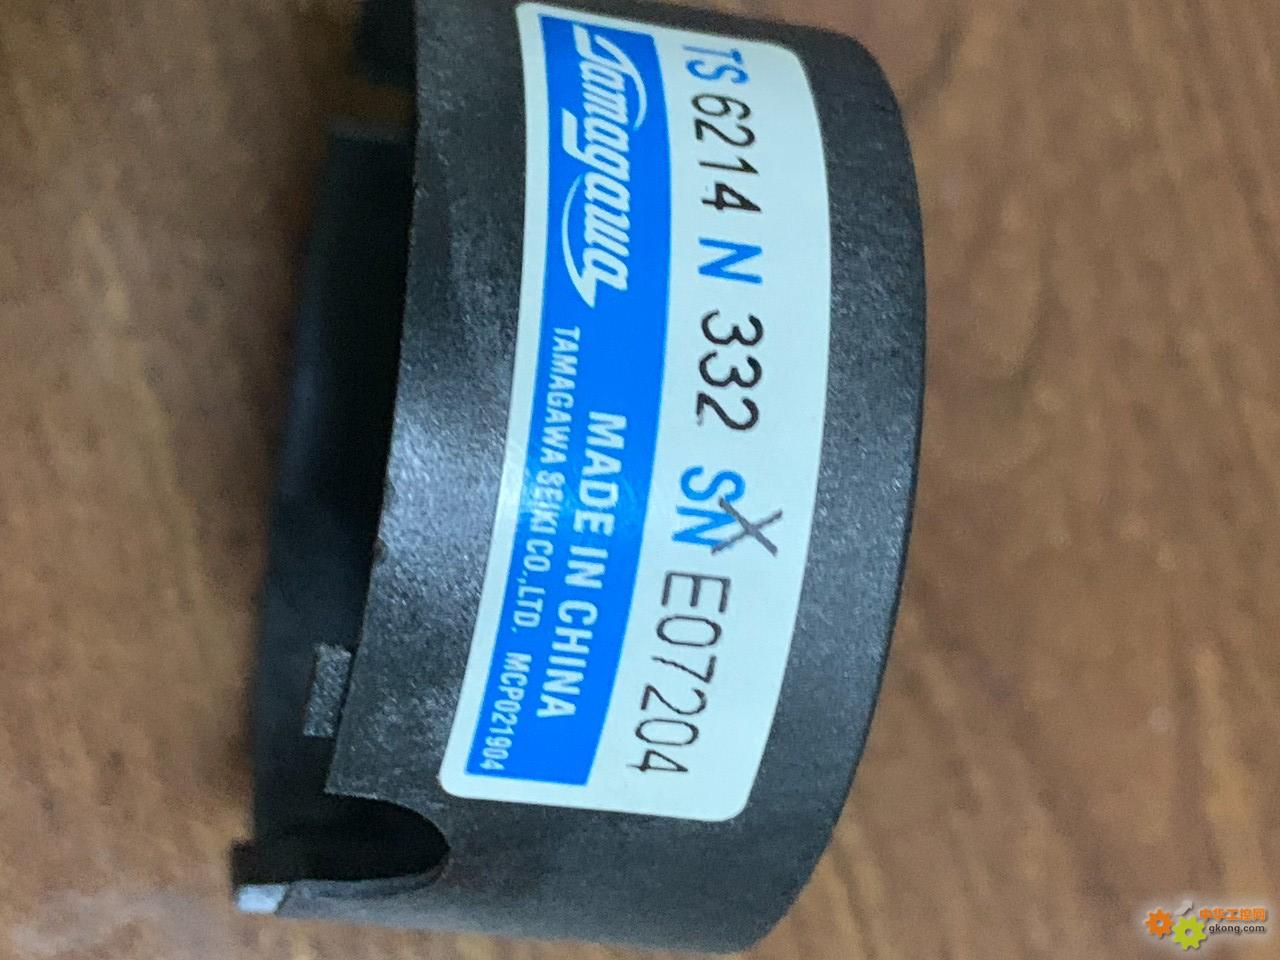 TS 6214 N 332 SN E07204
Tamagawa
MADE IN CHINA
TAMAGAWA SEIKI CO.,LTD. MCP021904
中华工控网
gkong.com